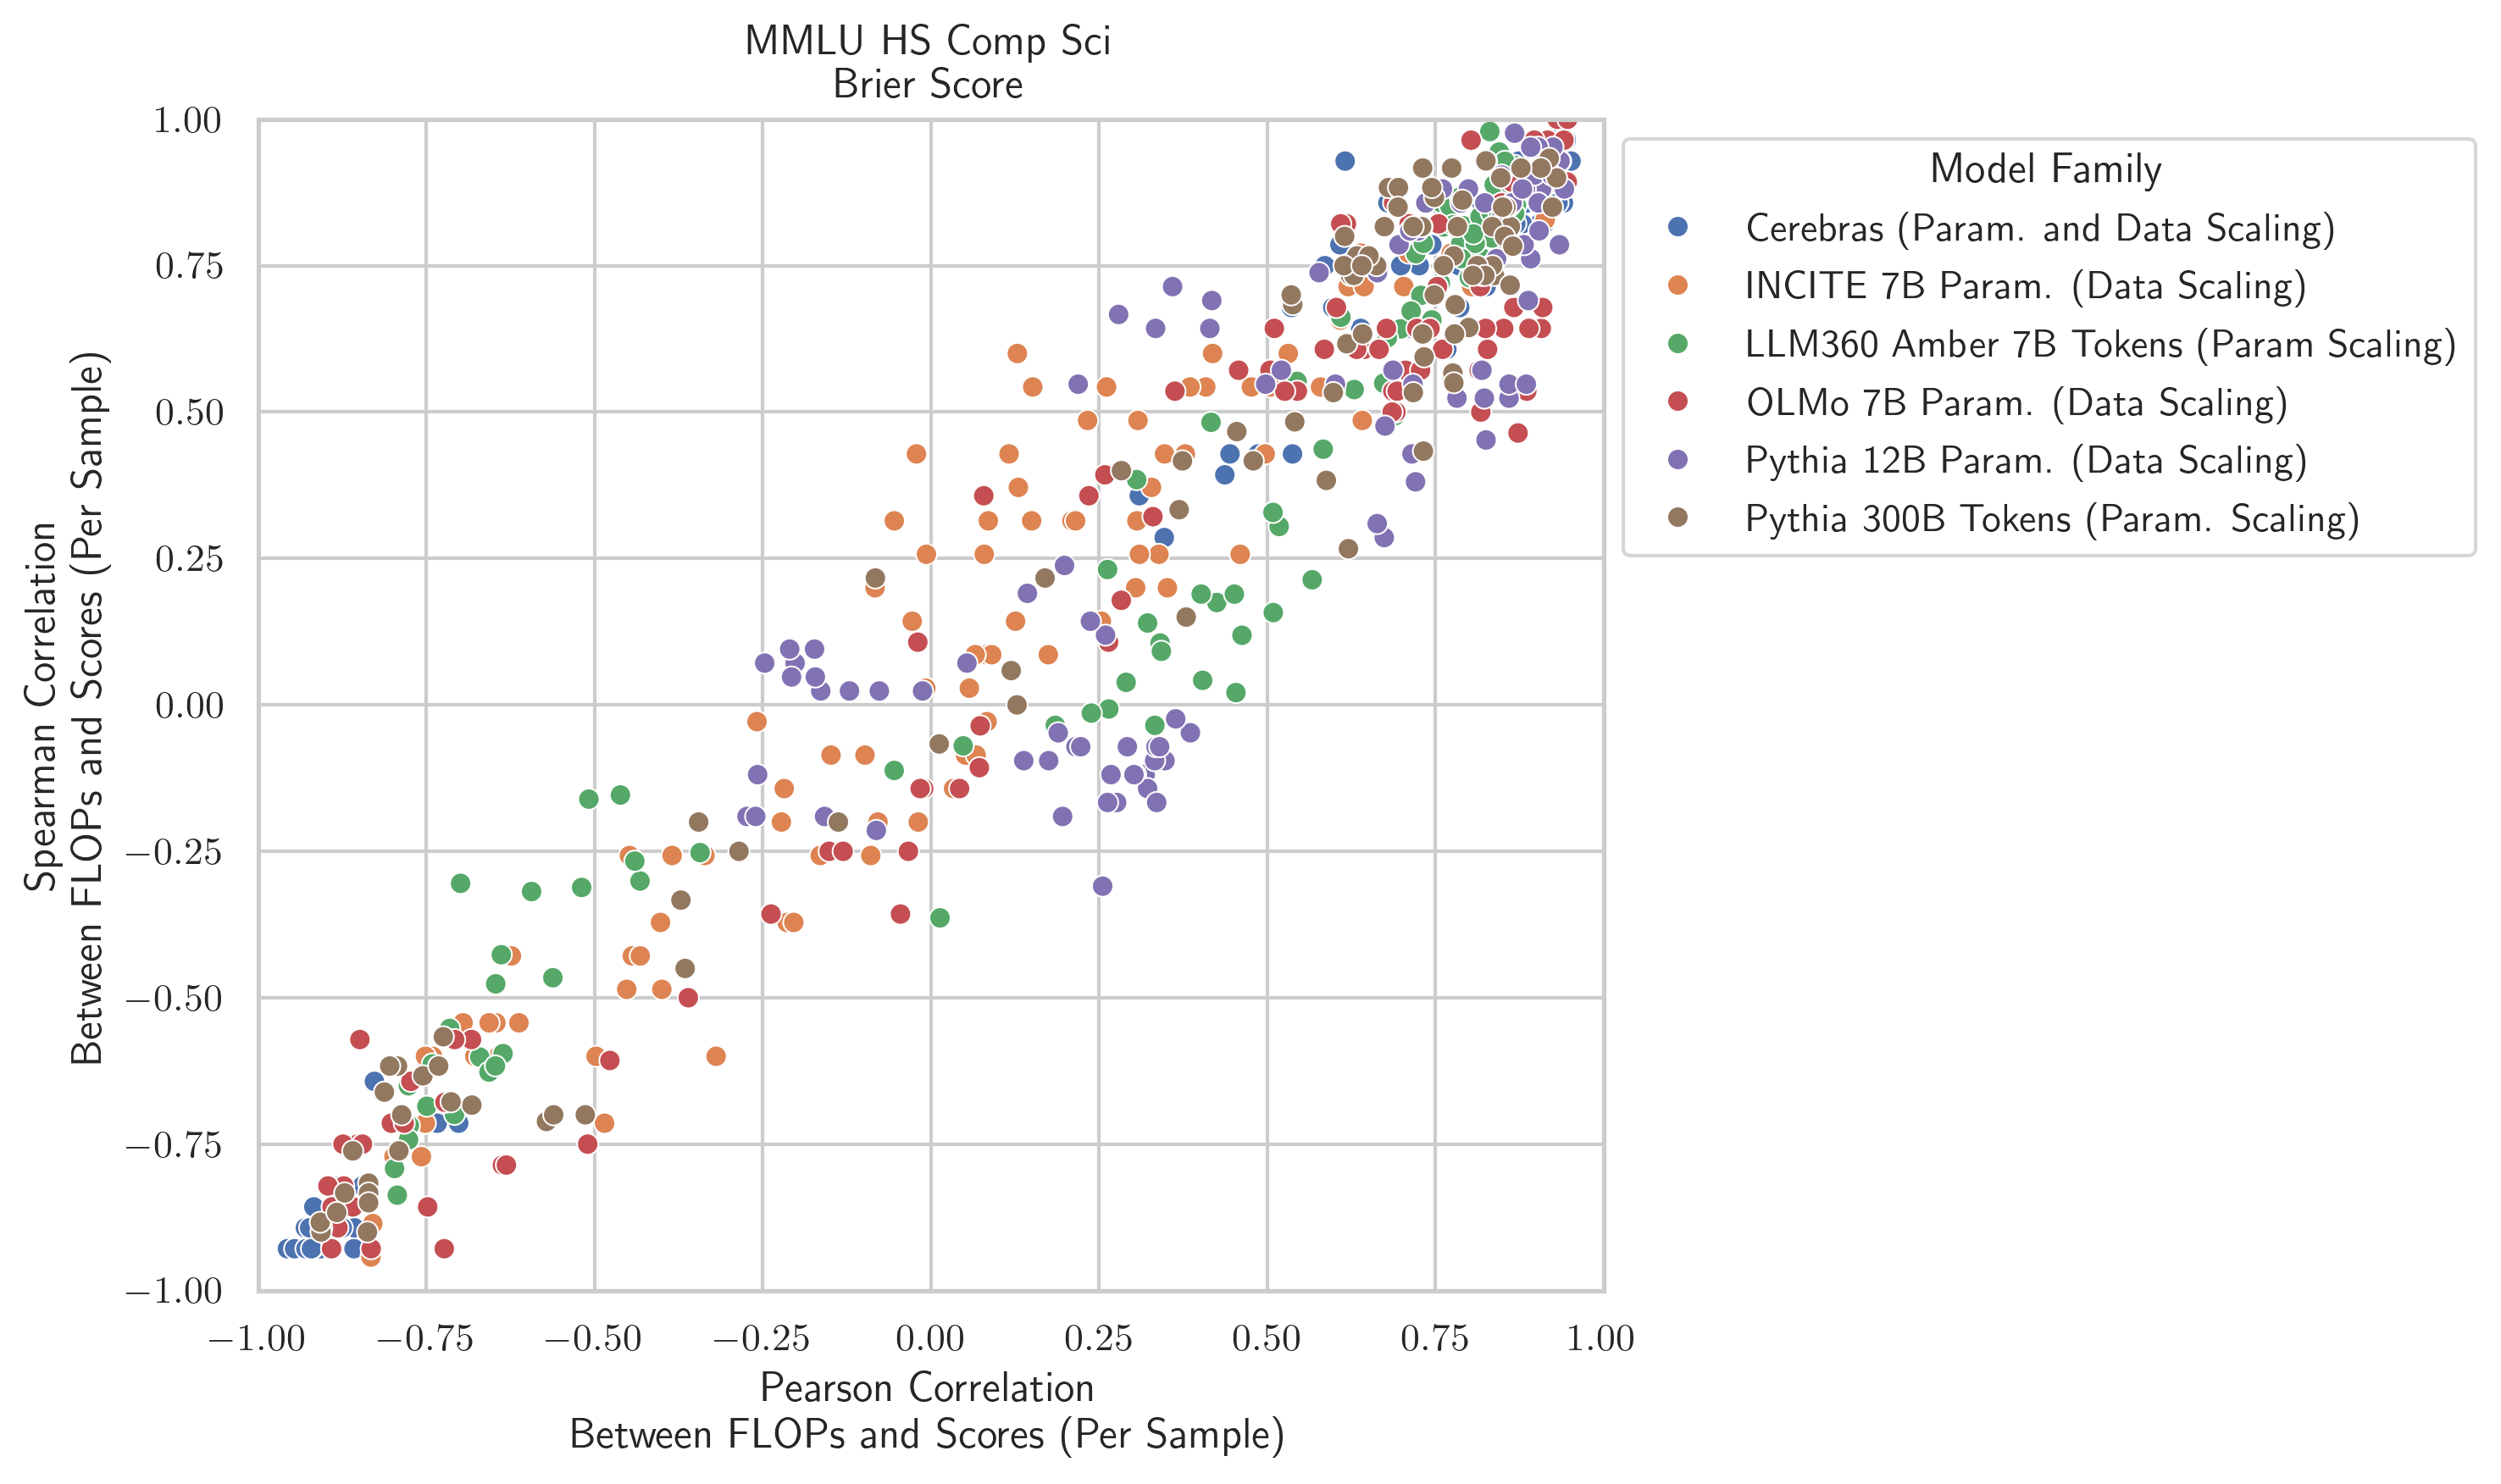 MMLU HS Comp Sci
Brier Score
Spearman Correlation
Between FLOPs and Scores (Per Sample)
1.00
0.75
0.50
0.25
0.00
−0.25
−0.50
−0.75
−1.00
−1.00 −0.75 −0.50 −0.25 0.00 0.25 0.50 0.75 1.00
Pearson Correlation
Between FLOPs and Scores (Per Sample)
Model Family
Cerebras (Param. and Data Scaling)
INCITE 7B Param. (Data Scaling)
LLM360 Amber 7B Tokens (Param Scaling)
OLMo 7B Param. (Data Scaling)
Pythia 12B Param. (Data Scaling)
Pythia 300B Tokens (Param. Scaling)